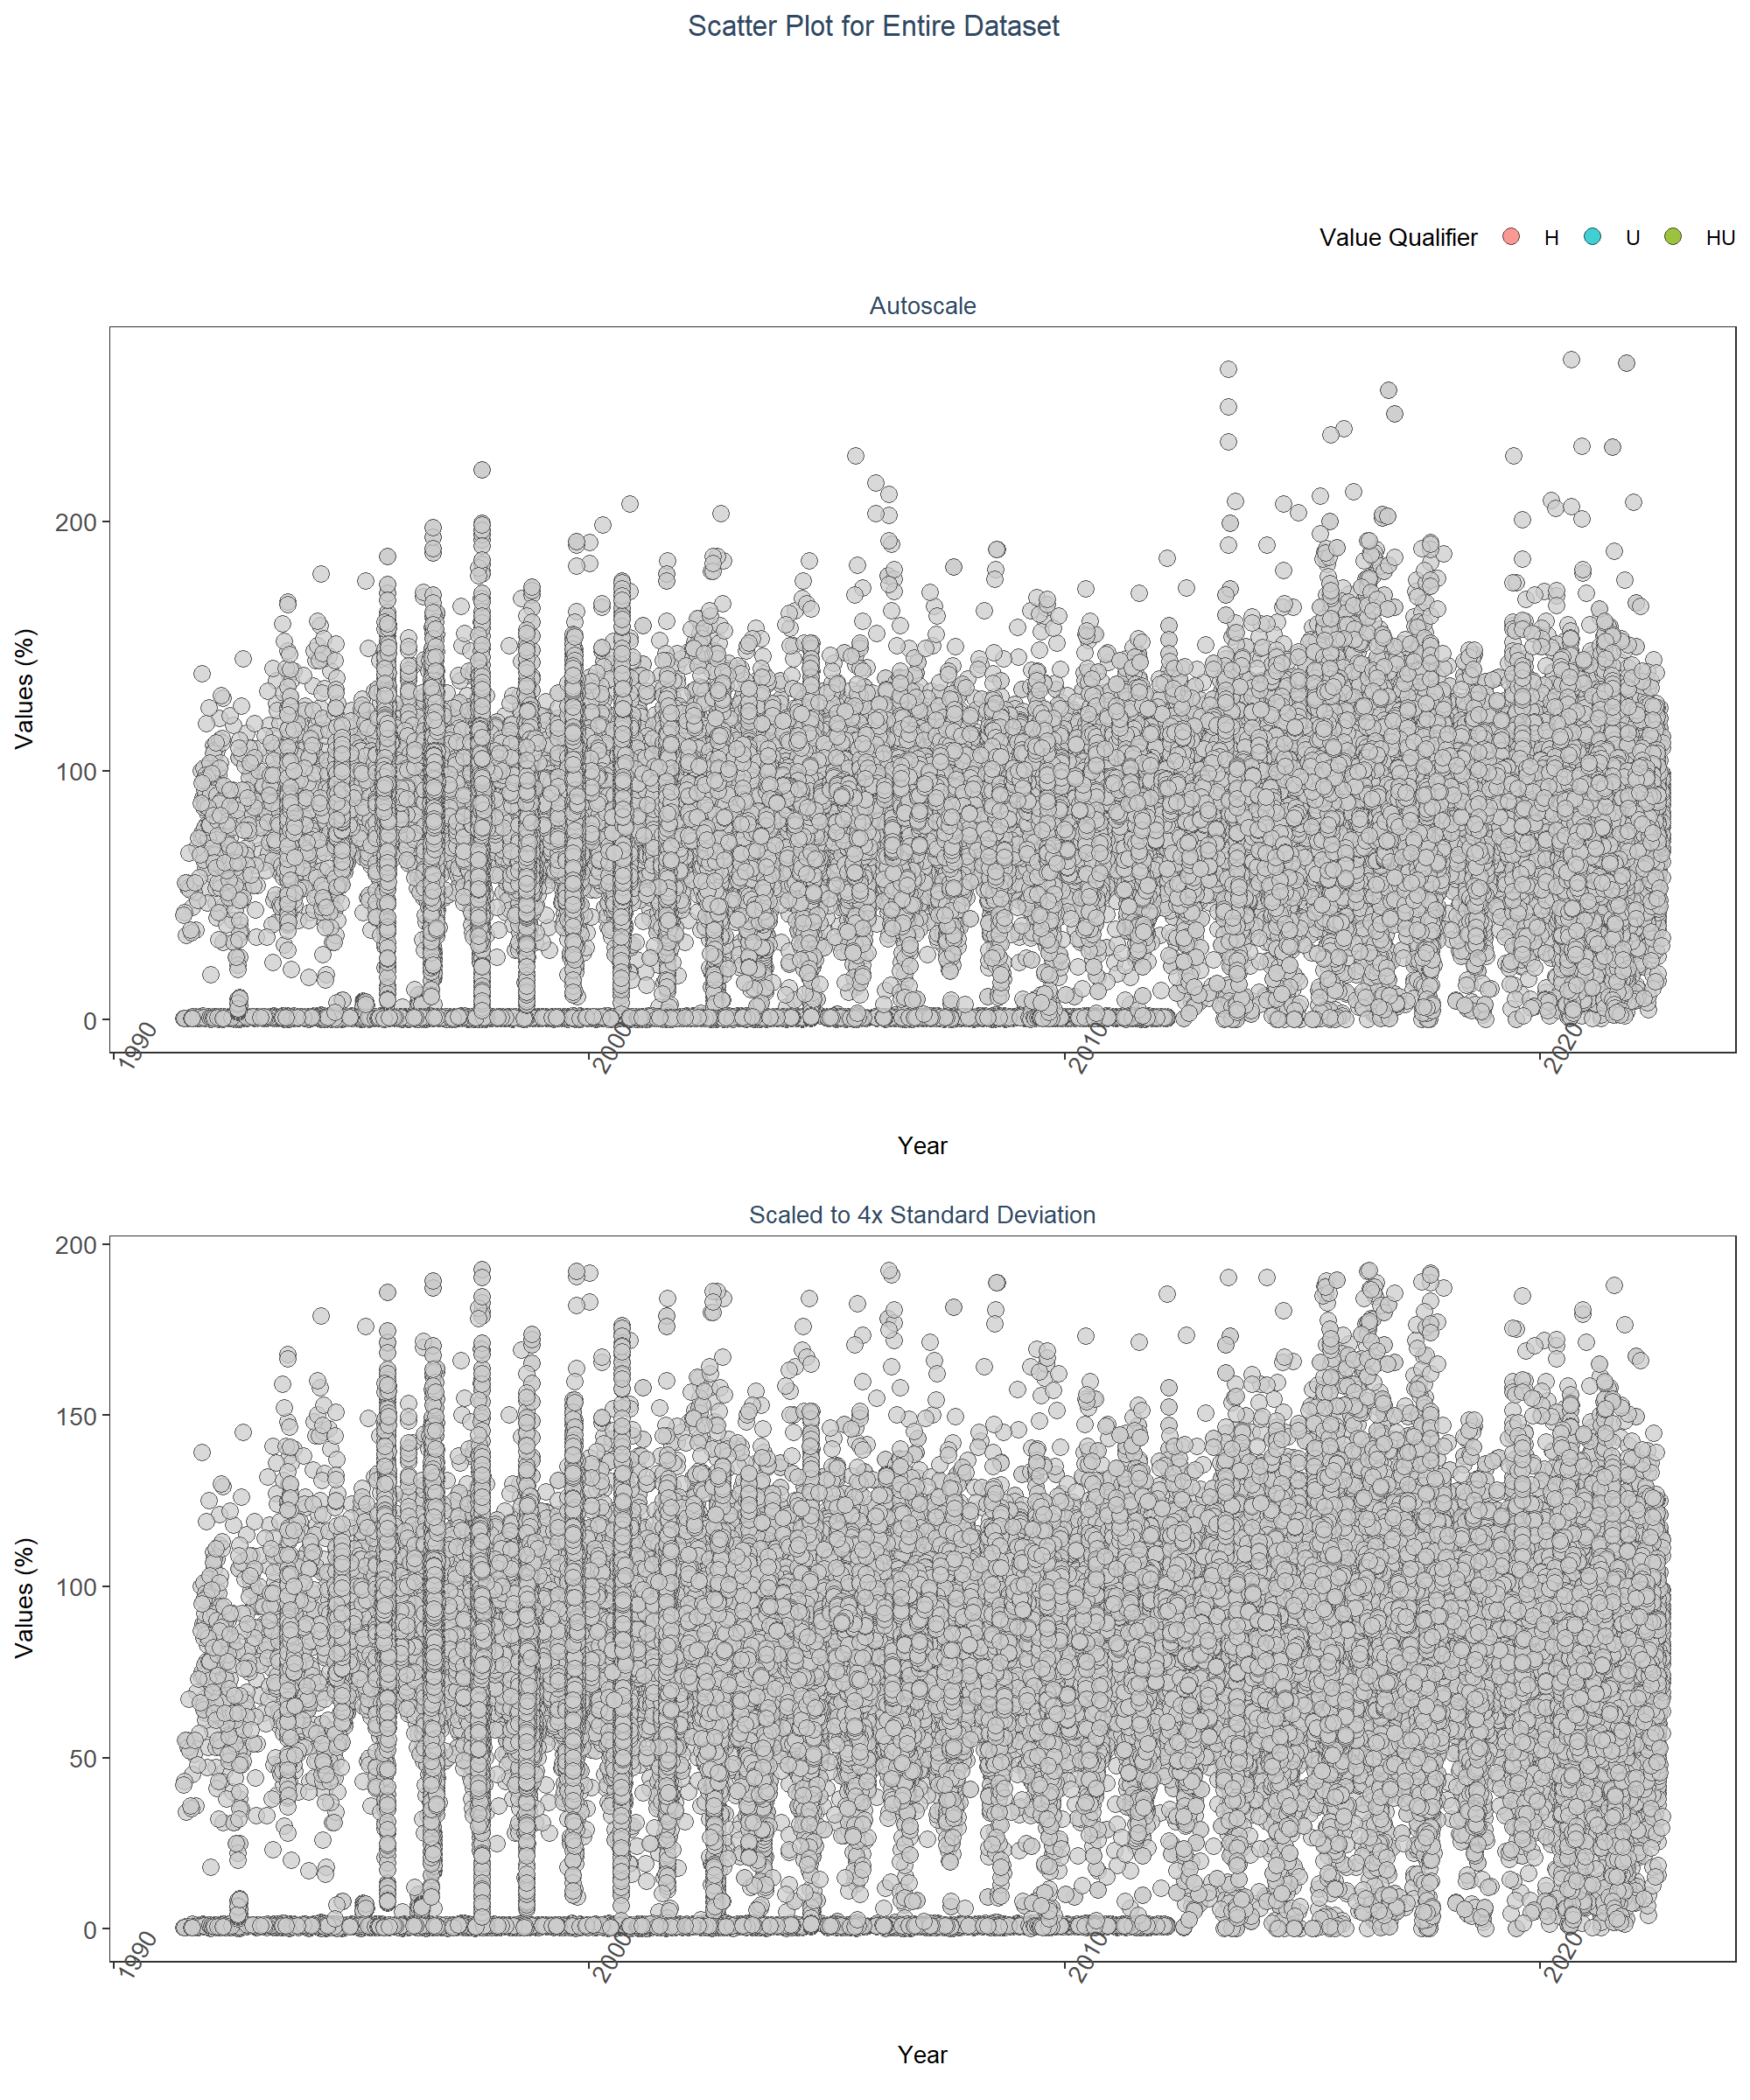 Scatter Plot for Entire Dataset
Value Qualifier H U HU
Autoscale
Values (%)
200
100
0
1990 2000 2010 2020
Year
Scaled to 4x Standard Deviation
Values (%)
200
150
100
50
0
1990 2000 2010 2020
Year